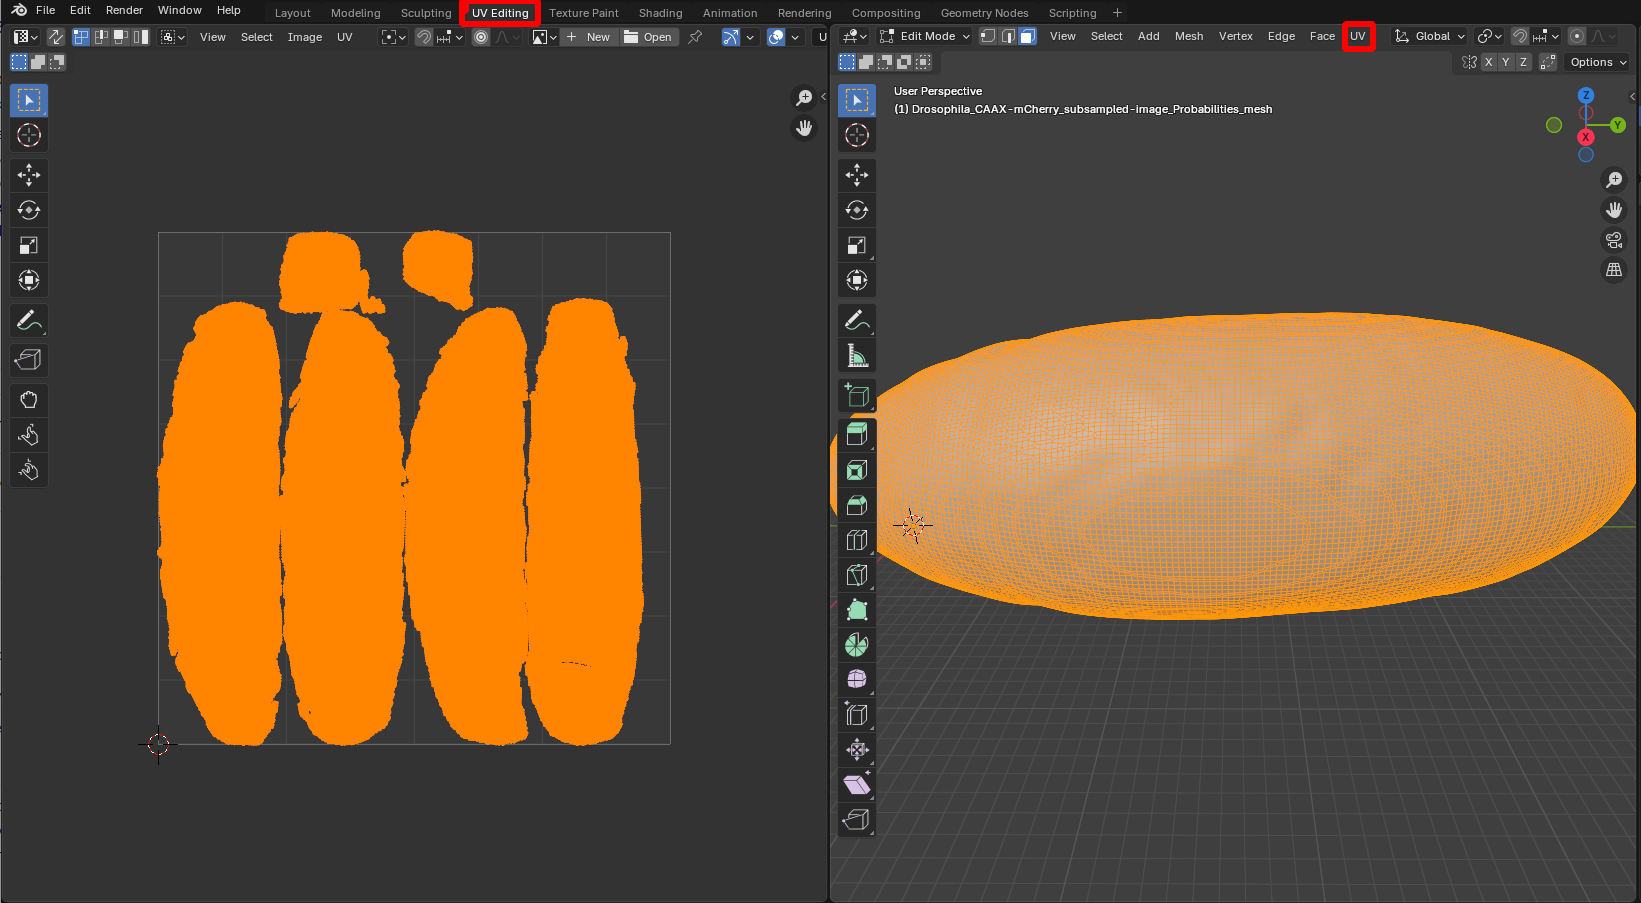 File Edit Render Window Help Layout Modeling Sculpting UV Editing Texture Paint Shading Animation Rendering Compositing Geometry Nodes Scripting +
View Select Image UV + New Open U
Edit Mode View Select Add Mesh Vertex Edge Face UV Global
X Y Z Options
User Perspective
(1) Drosophila_CAAX-mCherry_subsampled-image_Probabilities_mesh
Z
Y
X